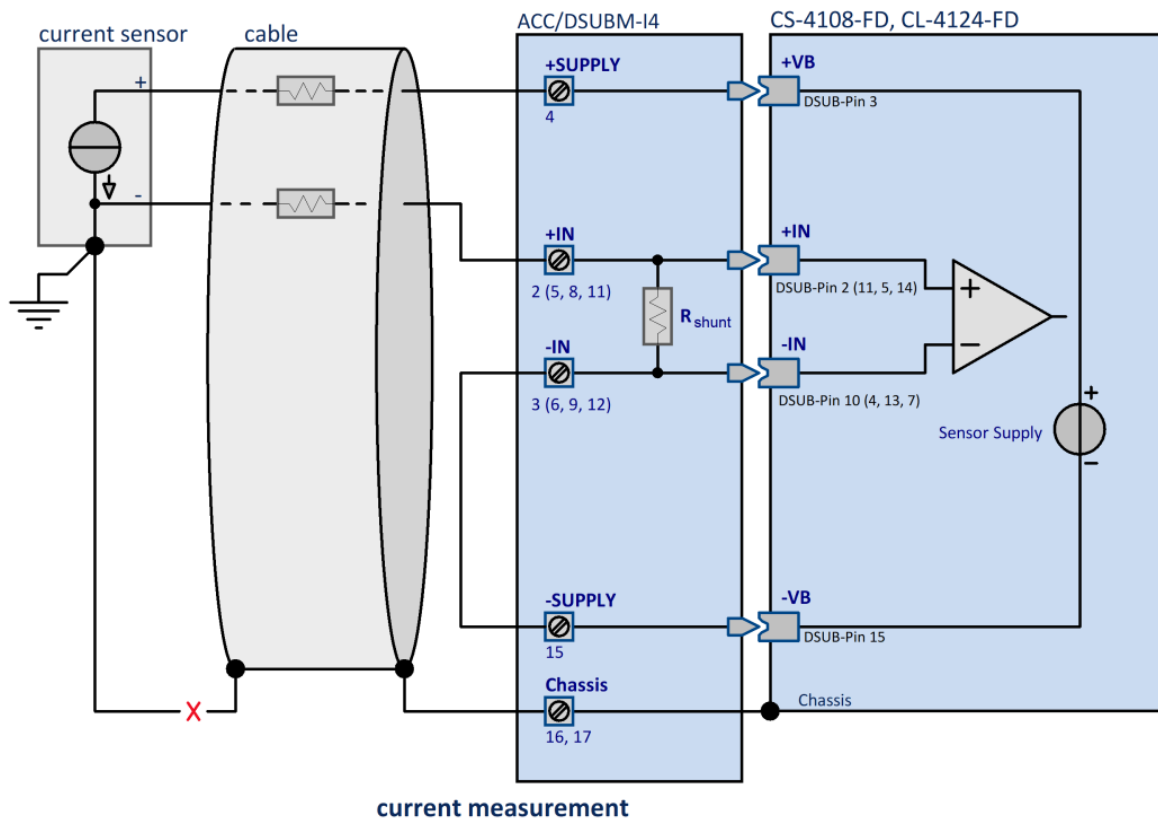 ACC/DSUBM-I4
CS-4108-FD, CL-4124-FD
current sensor
cable
+SUPPLY
+VB
+
4
DSUB-Pin 3
-
+IN
+IN
2 (5, 8, 11)
DSUB-Pin 2 (11, 5, 14)
+
R shunt
-IN
-IN
−
3 (6, 9, 12)
DSUB-Pin 10 (4, 13, 7)
+
Sensor Supply
−
-SUPPLY
-VB
15
DSUB-Pin 15
Chassis
Chassis
X
16, 17
current measurement